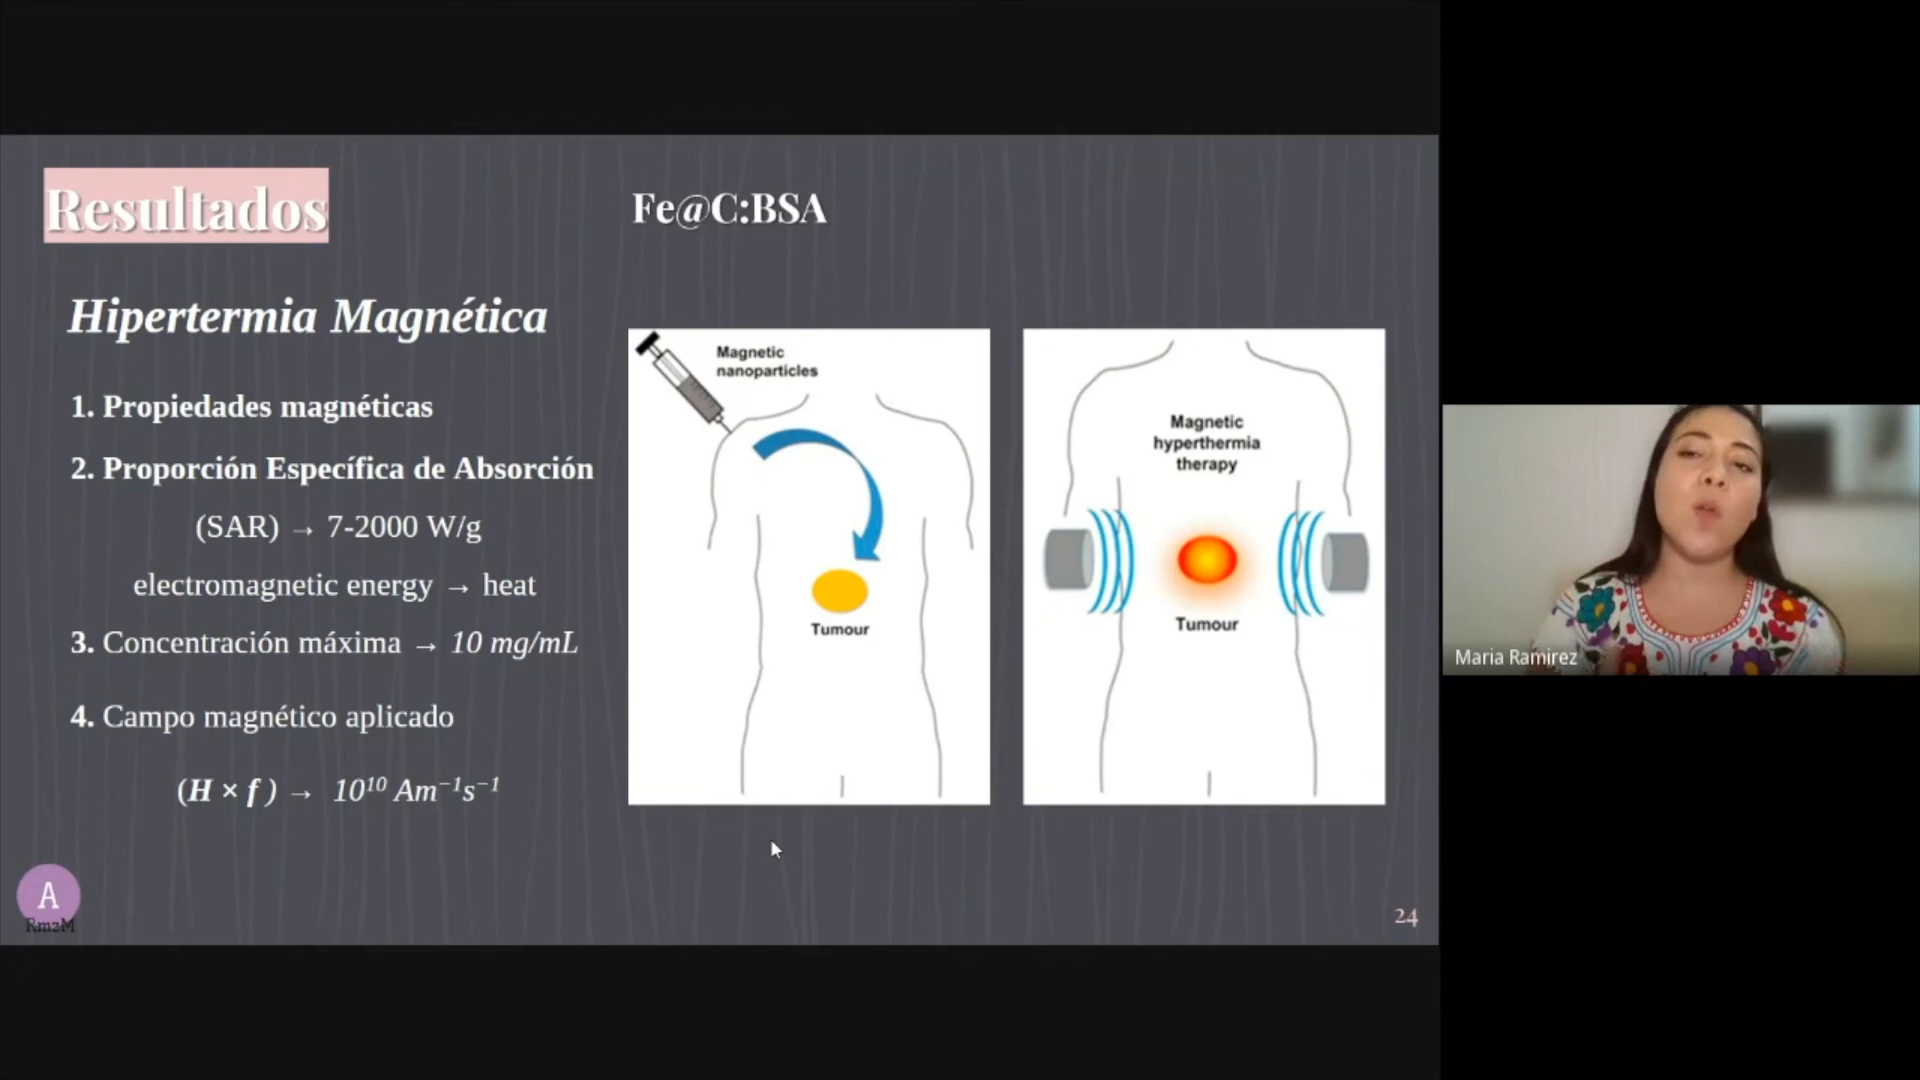 Resultados
Fe@C:BSA
Hipertermia Magnética
1. Propiedades magnéticas
2. Proporción Específica de Absorción
(SAR) → 7-2000 W/g
electromagnetic energy → heat
3. Concentración máxima → 10 mg/mL
4. Campo magnético aplicado
(H × f ) → 10¹⁰ Am⁻¹s⁻¹
Magnetic
nanoparticles
Tumour
Magnetic
hyperthermia
therapy
Tumour
Maria Ramirez
A
RmzM
24